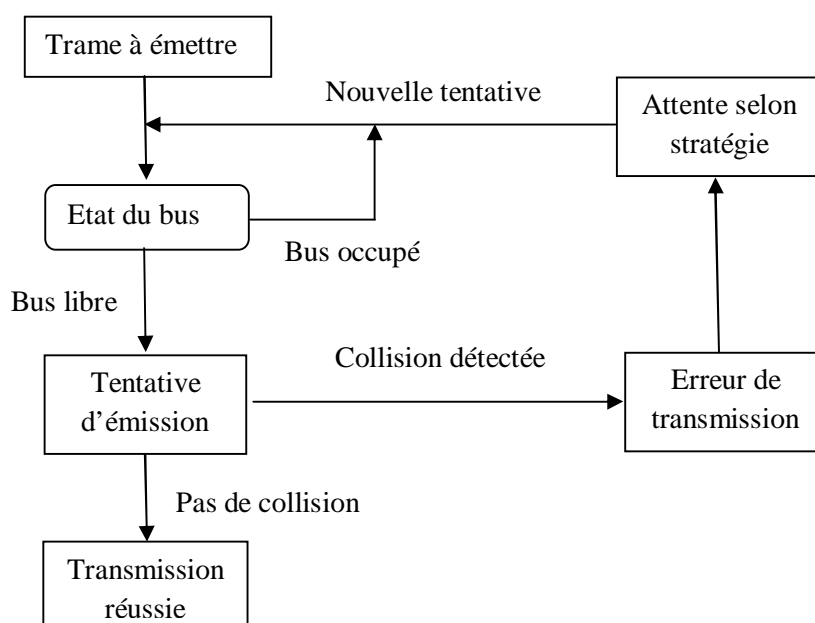 Trame à émettre
Nouvelle tentative
Attente selon
stratégie
Etat du bus
Bus occupé
Bus libre
Collision détectée
Tentative
d’émission
Erreur de
transmission
Pas de collision
Transmission
réussie